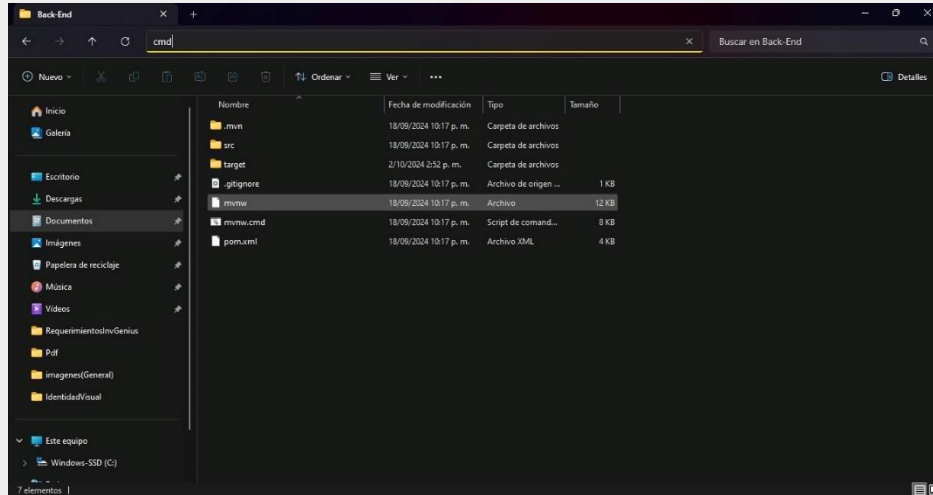 Back-End
cmd
Buscar en Back-End
Nuevo
Ordenar
Ver
Detalles
Inicio
Galería
Escritorio
Descargas
Documentos
Imágenes
Papelera de reciclaje
Música
Vídeos
RequerimientosInvGenius
Pdf
imagenes(General)
IdentidadVisual
Este equipo
Windows-SSD (C:)
Nombre Fecha de modificación Tipo Tamaño
.mvn 18/09/2024 10:17 p. m. Carpeta de archivos
src 18/09/2024 10:17 p. m. Carpeta de archivos
target 2/10/2024 2:52 p. m. Carpeta de archivos
.gitignore 18/09/2024 10:17 p. m. Archivo de origen ... 1 KB
mvnw 18/09/2024 10:17 p. m. Archivo 12 KB
mvnw.cmd 18/09/2024 10:17 p. m. Script de comand... 8 KB
pom.xml 18/09/2024 10:17 p. m. Archivo XML 4 KB
7 elementos